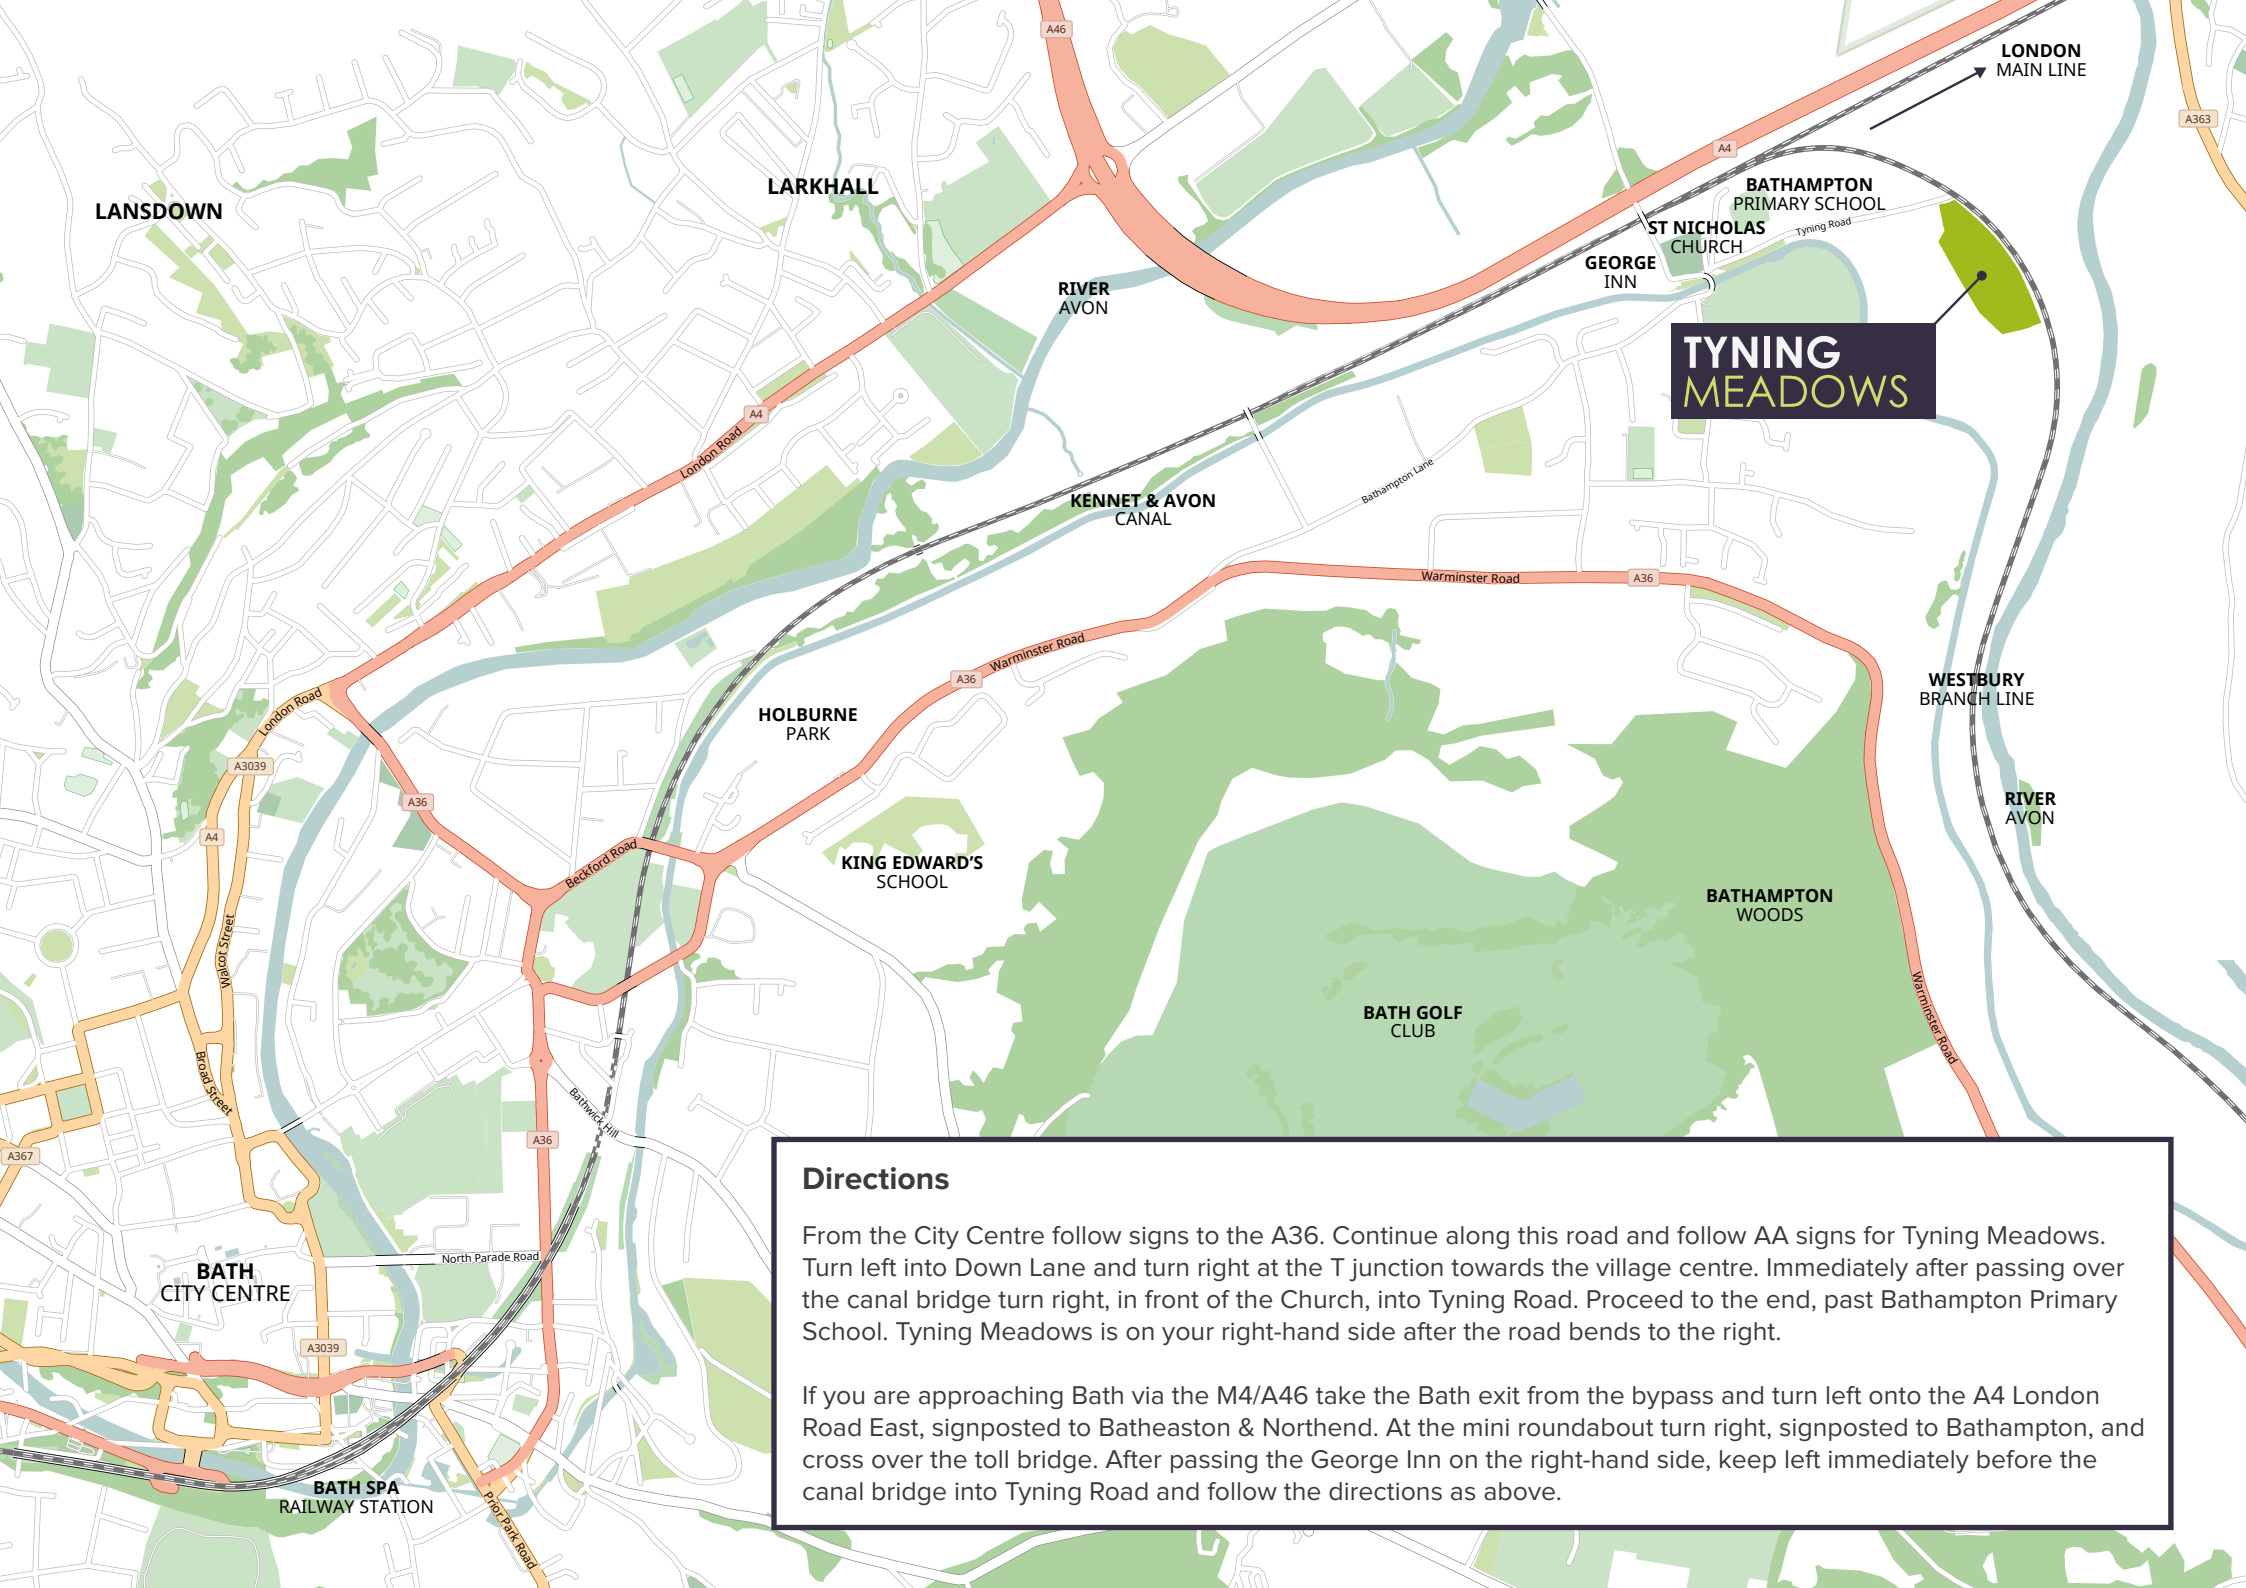 A46
LONDON
MAIN LINE
A363
A4
LARKHALL
LANSDOWN
BATHAMPTON
PRIMARY SCHOOL
Tyning Road
ST NICHOLAS
CHURCH
GEORGE
INN
RIVER
AVON
TYNING
MEADOWS
A4
London Road
Bathampton Lane
KENNET & AVON
CANAL
Warminster Road
A36
Warminster Road
A36
WESTBURY
BRANCH LINE
London Road
HOLBURNE
PARK
A3039
A36
RIVER
AVON
A4
Beckford Road
KING EDWARD'S
SCHOOL
BATHAMPTON
WOODS
Walcot Street
BATH GOLF
CLUB
Warminster Road
Broad Street
Bathwick Hill
A36
A367
North Parade Road
BATH
CITY CENTRE
A3039
BATH SPA
RAILWAY STATION
Prior Park Road
Directions
From the City Centre follow signs to the A36. Continue along this road and follow AA signs for Tyning Meadows.
Turn left into Down Lane and turn right at the T junction towards the village centre. Immediately after passing over
the canal bridge turn right, in front of the Church, into Tyning Road. Proceed to the end, past Bathampton Primary
School. Tyning Meadows is on your right-hand side after the road bends to the right.
If you are approaching Bath via the M4/A46 take the Bath exit from the bypass and turn left onto the A4 London
Road East, signposted to Batheaston & Northend. At the mini roundabout turn right, signposted to Bathampton, and
cross over the toll bridge. After passing the George Inn on the right-hand side, keep left immediately before the
canal bridge into Tyning Road and follow the directions as above.